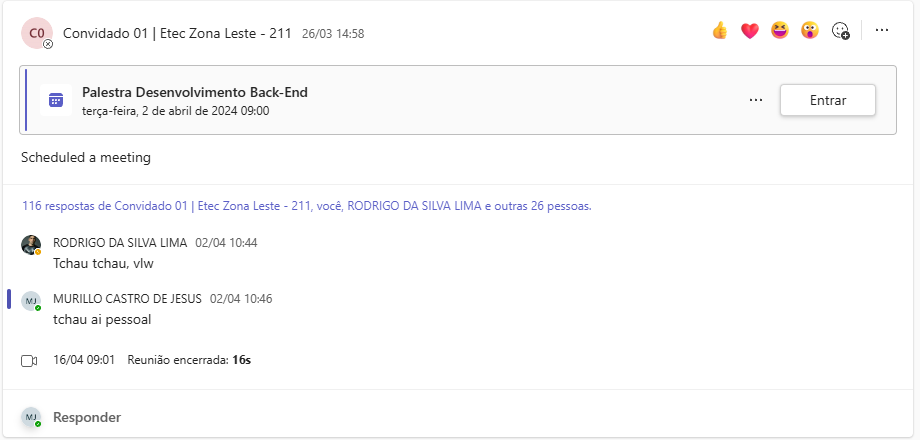 C0
Convidado 01 | Etec Zona Leste - 211 26/03 14:58
Palestra Desenvolvimento Back-End
terça-feira, 2 de abril de 2024 09:00
Entrar
Scheduled a meeting
116 respostas de Convidado 01 | Etec Zona Leste - 211, você, RODRIGO DA SILVA LIMA e outras 26 pessoas.
RODRIGO DA SILVA LIMA 02/04 10:44
Tchau tchau, vlw
MJ MURILLO CASTRO DE JESUS 02/04 10:46
tchau ai pessoal
16/04 09:01 Reunião encerrada: 16s
MJ Responder